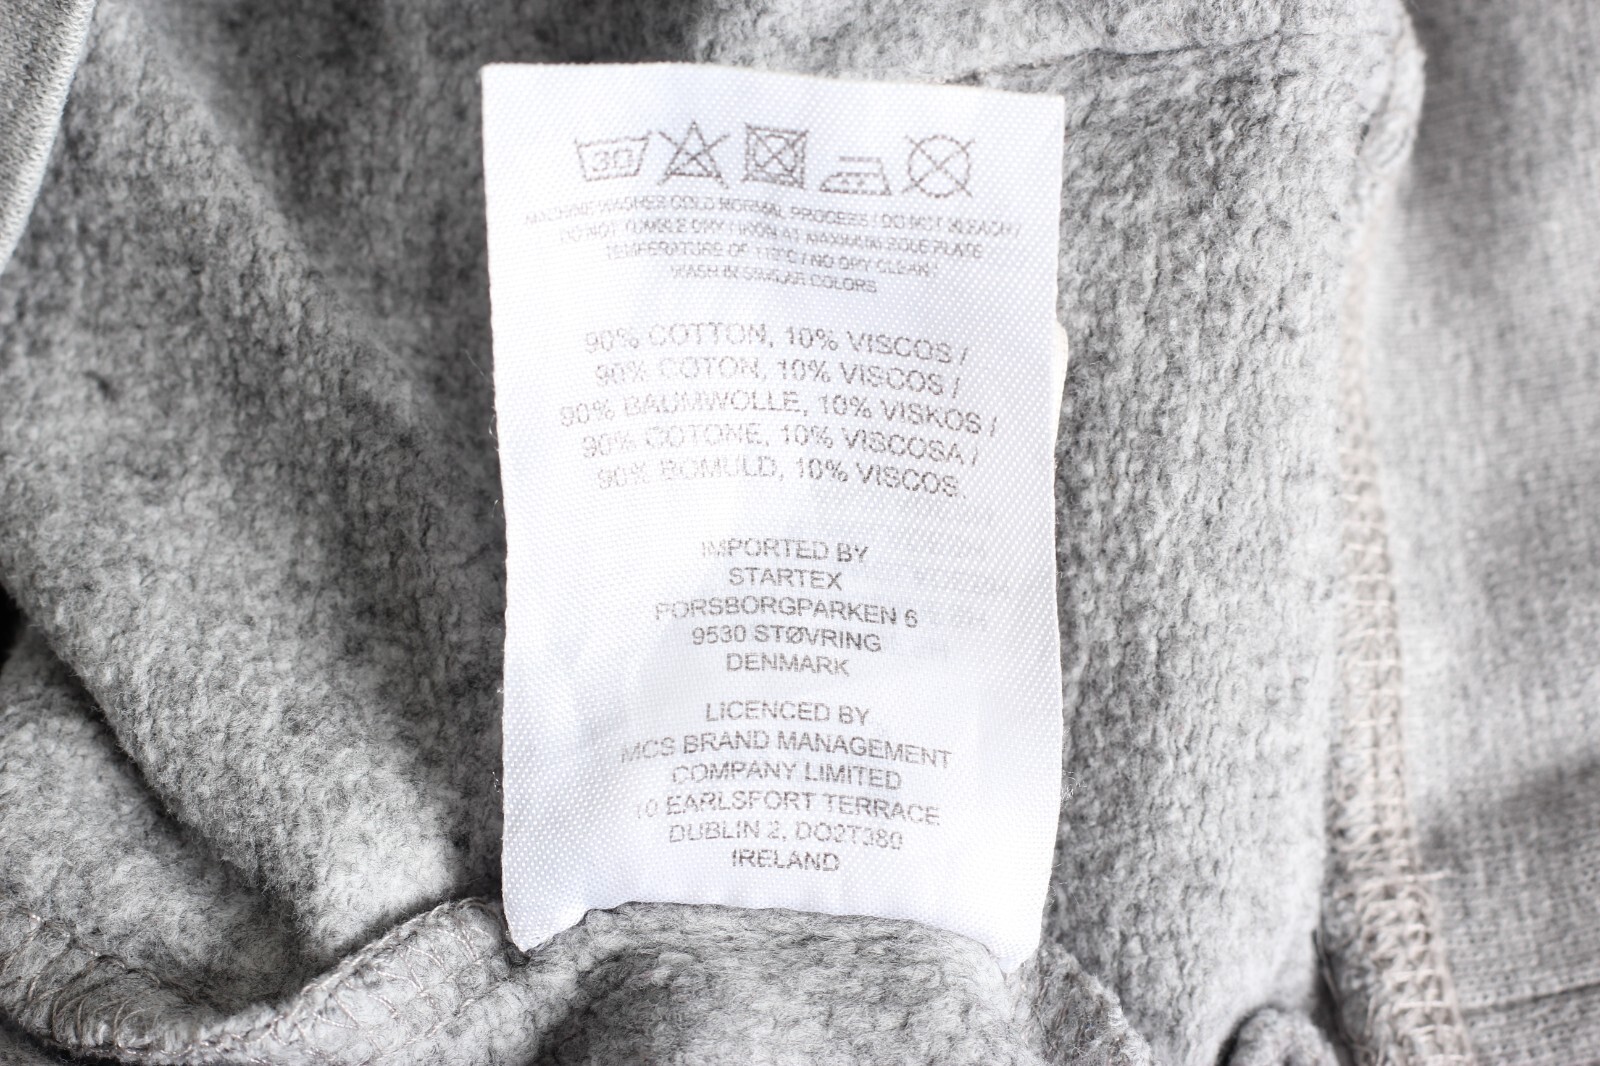 30
MACHINE WASHES COLD NORMAL PROCESS / DO NOT BLEACH /
DO NOT TUMBLE DRY / IRON AT MAXIMUM SOLE PLATE
TEMPERATURE OF 110°C / NO DRY CLEAN /
WASH IN SIMILAR COLORS
90% COTTON, 10% VISCOS /
90% COTON, 10% VISCOS /
90% BAUMWOLLE, 10% VISKOS /
90% COTONE, 10% VISCOSA /
90% BOMULD, 10% VISCOS.
IMPORTED BY
STARTEX
PORSBORGPARKEN 6
9530 STØVRING
DENMARK
LICENCED BY
MCS BRAND MANAGEMENT
COMPANY LIMITED
10 EARLSFORT TERRACE
DUBLIN 2, DO2T380
IRELAND